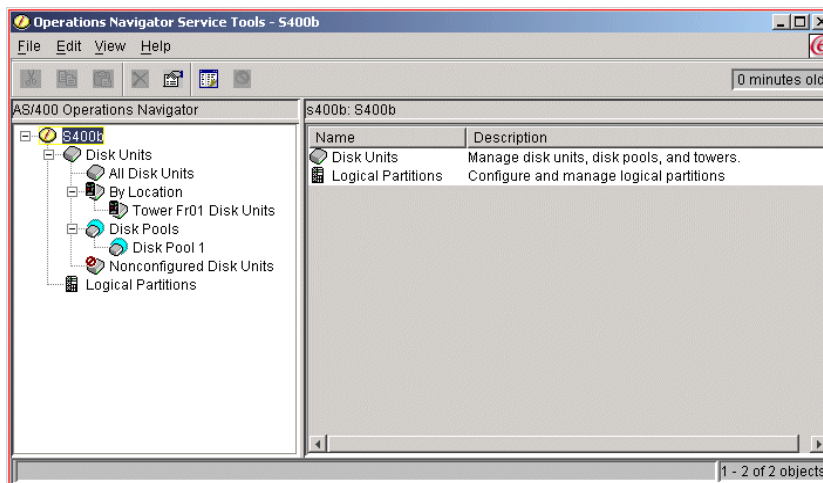 Operations Navigator Service Tools - S400b
File Edit View Help
0 minutes old
AS/400 Operations Navigator
s400b: S400b
S400b
Disk Units
All Disk Units
By Location
Tower Fr01 Disk Units
Disk Pools
Disk Pool 1
Nonconfigured Disk Units
Logical Partitions
Name Description
Disk Units Manage disk units, disk pools, and towers.
Logical Partitions Configure and manage logical partitions
1 - 2 of 2 objects